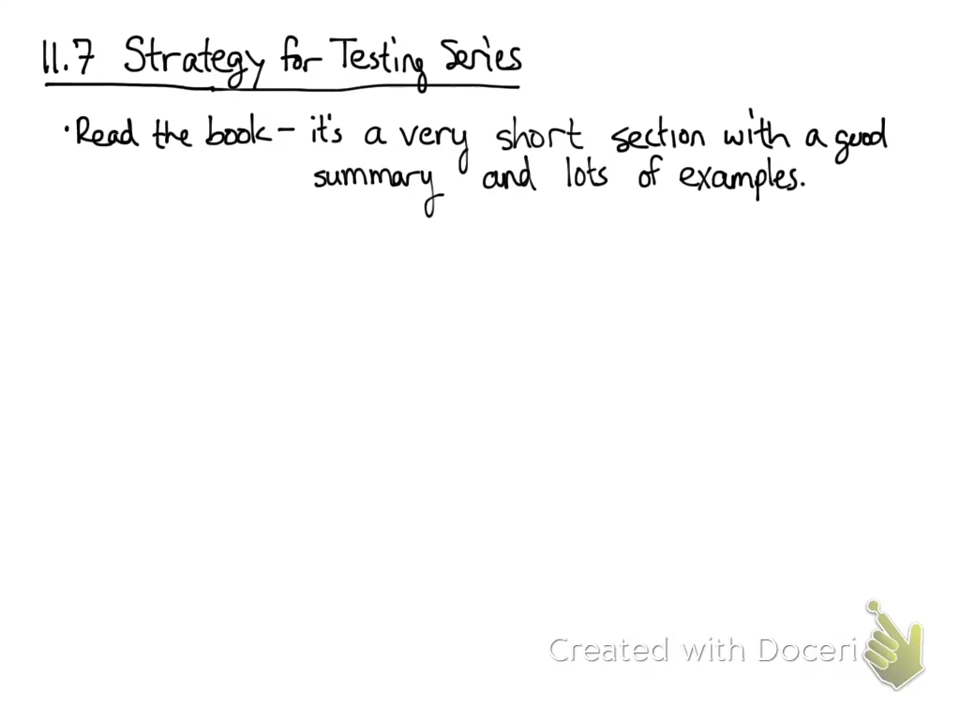 11.7 Strategy for Testing Series
· Read the book – it's a very short section with a good
summary and lots of examples.
Created with Doceri